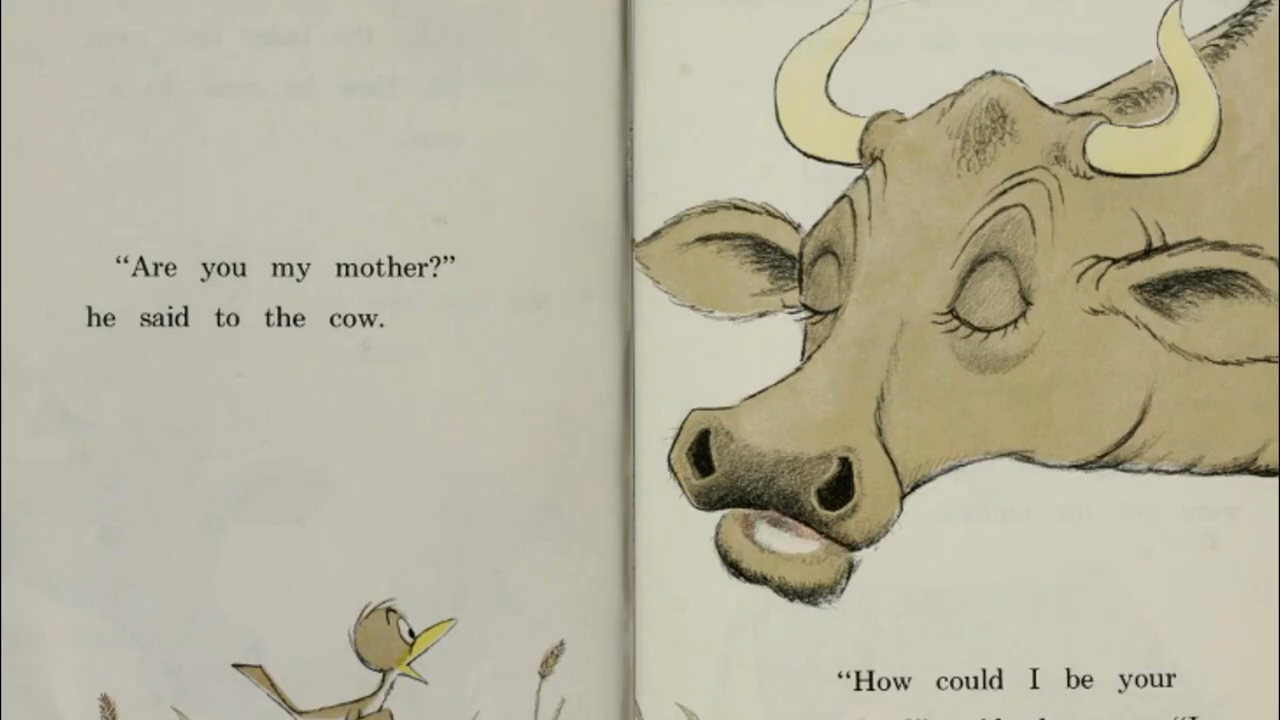 “Are you my mother?”
he said to the cow.
“How could I be your